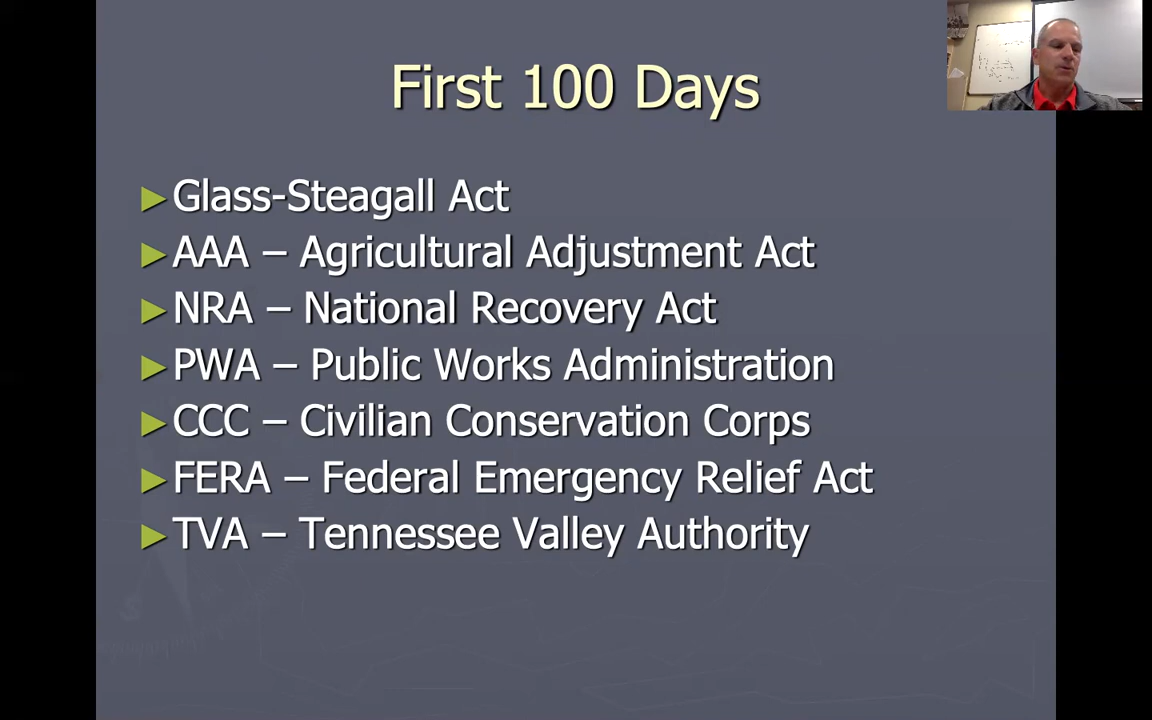 First 100 Days
►Glass-Steagall Act
►AAA – Agricultural Adjustment Act
►NRA – National Recovery Act
►PWA – Public Works Administration
►CCC – Civilian Conservation Corps
►FERA – Federal Emergency Relief Act
►TVA – Tennessee Valley Authority